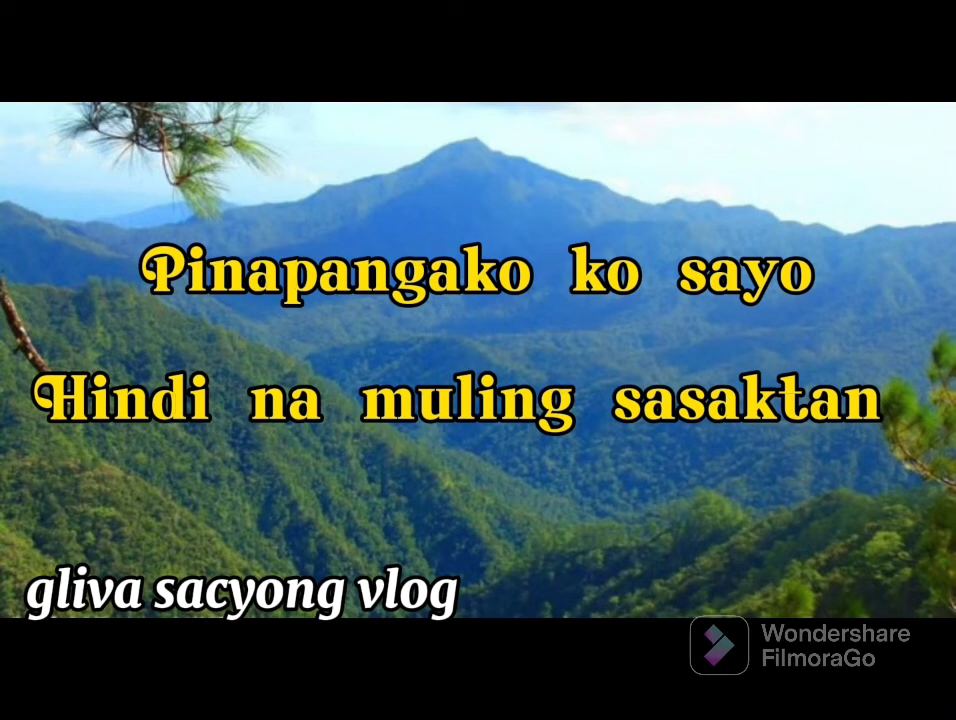 Pinapangako ko sayo
Hindi na muling sasaktan
gliva sacyong vlog
Wondershare
FilmoraGo